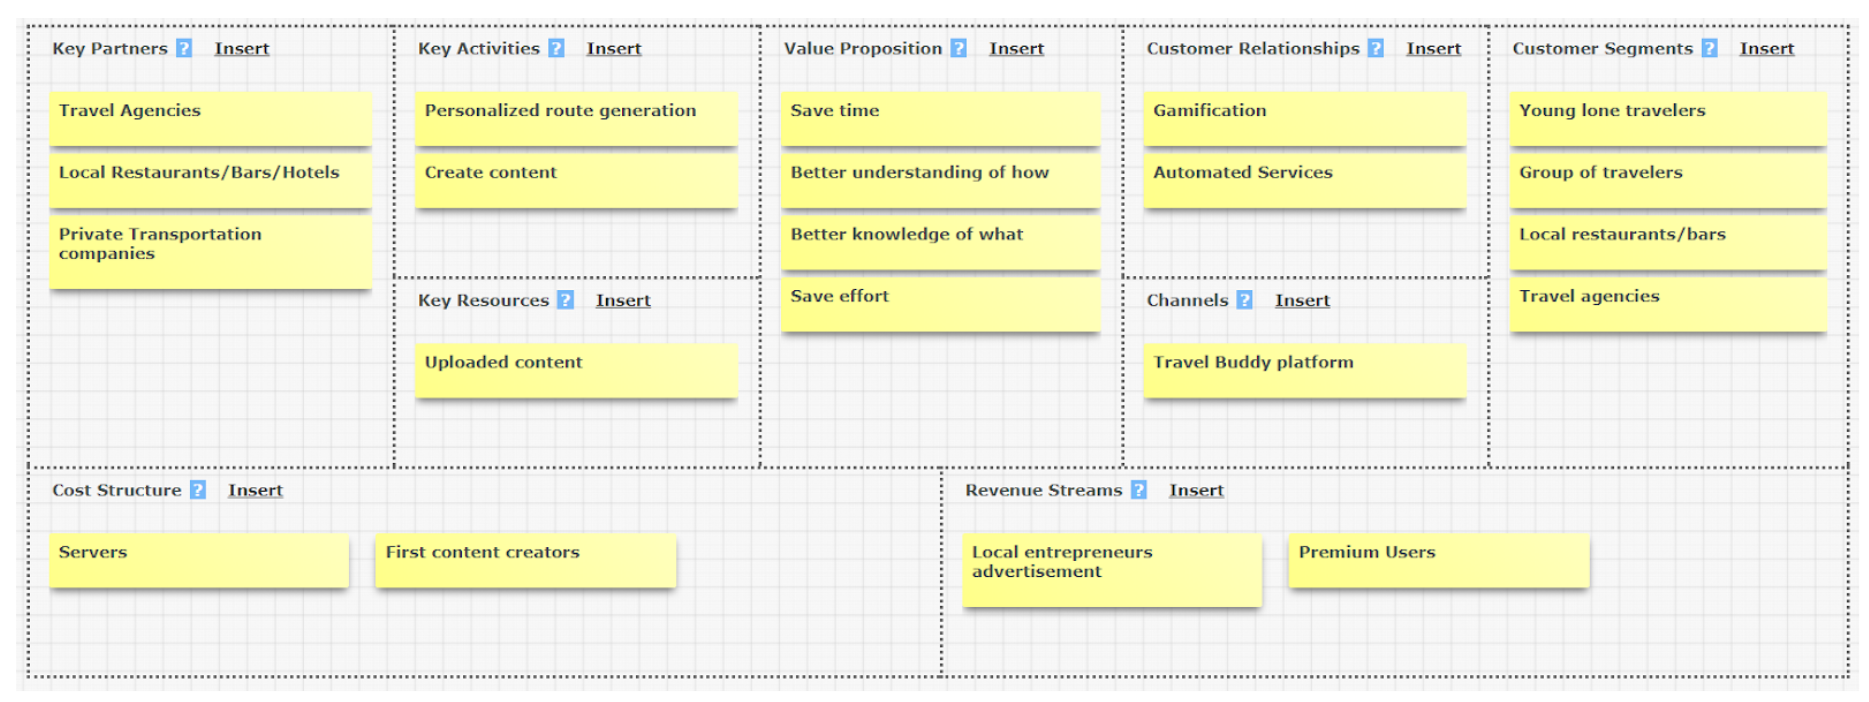 Key Partners ? Insert
Travel Agencies
Local Restaurants/Bars/Hotels
Private Transportation
companies
Key Activities ? Insert
Personalized route generation
Create content
Key Resources ? Insert
Uploaded content
Value Proposition ? Insert
Save time
Better understanding of how
Better knowledge of what
Save effort
Customer Relationships ? Insert
Gamification
Automated Services
Channels ? Insert
Travel Buddy platform
Customer Segments ? Insert
Young lone travelers
Group of travelers
Local restaurants/bars
Travel agencies
Cost Structure ? Insert
Servers
First content creators
Revenue Streams ? Insert
Local entrepreneurs
advertisement
Premium Users